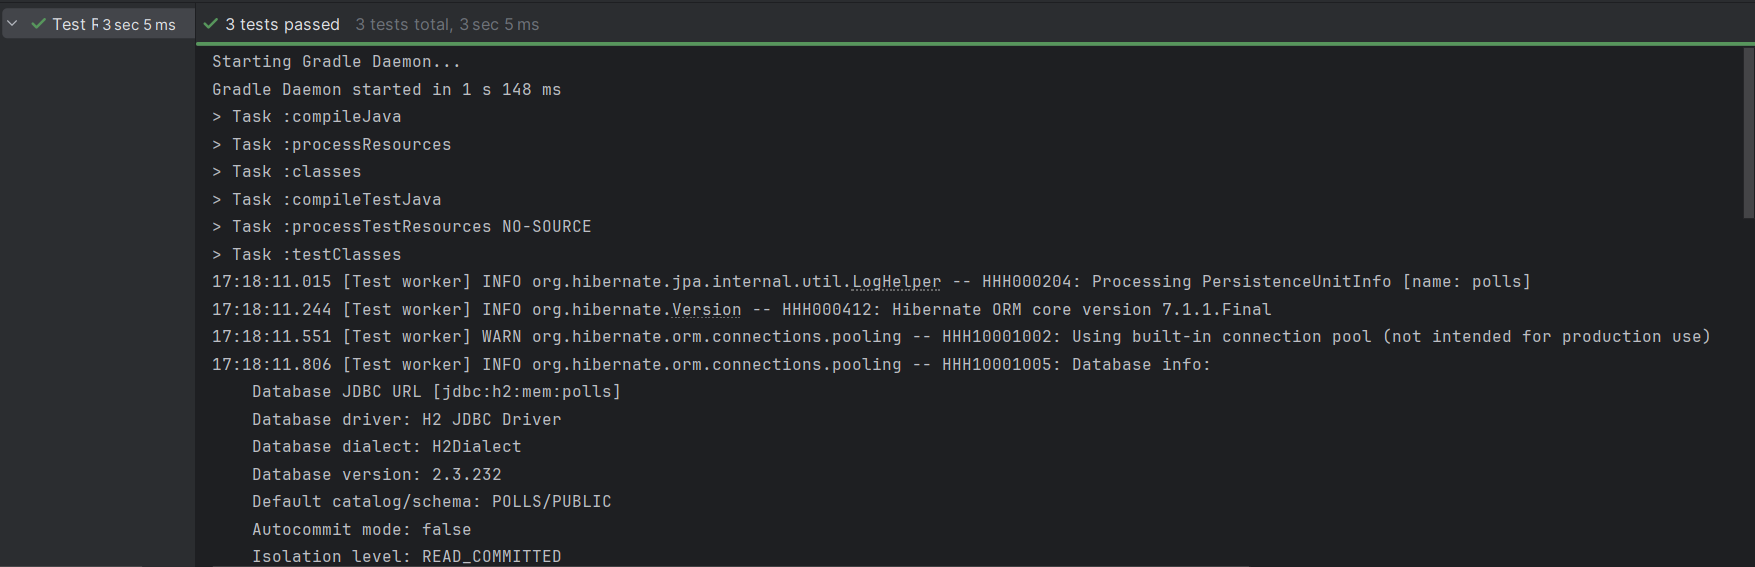 Test R 3 sec 5 ms
3 tests passed 3 tests total, 3 sec 5 ms
Starting Gradle Daemon...
Gradle Daemon started in 1 s 148 ms
> Task :compileJava
> Task :processResources
> Task :classes
> Task :compileTestJava
> Task :processTestResources NO-SOURCE
> Task :testClasses
17:18:11.015 [Test worker] INFO org.hibernate.jpa.internal.util.LogHelper -- HHH000204: Processing PersistenceUnitInfo [name: polls]
17:18:11.244 [Test worker] INFO org.hibernate.Version -- HHH000412: Hibernate ORM core version 7.1.1.Final
17:18:11.551 [Test worker] WARN org.hibernate.orm.connections.pooling -- HHH10001002: Using built-in connection pool (not intended for production use)
17:18:11.806 [Test worker] INFO org.hibernate.orm.connections.pooling -- HHH10001005: Database info:
Database JDBC URL [jdbc:h2:mem:polls]
Database driver: H2 JDBC Driver
Database dialect: H2Dialect
Database version: 2.3.232
Default catalog/schema: POLLS/PUBLIC
Autocommit mode: false
Isolation level: READ_COMMITTED